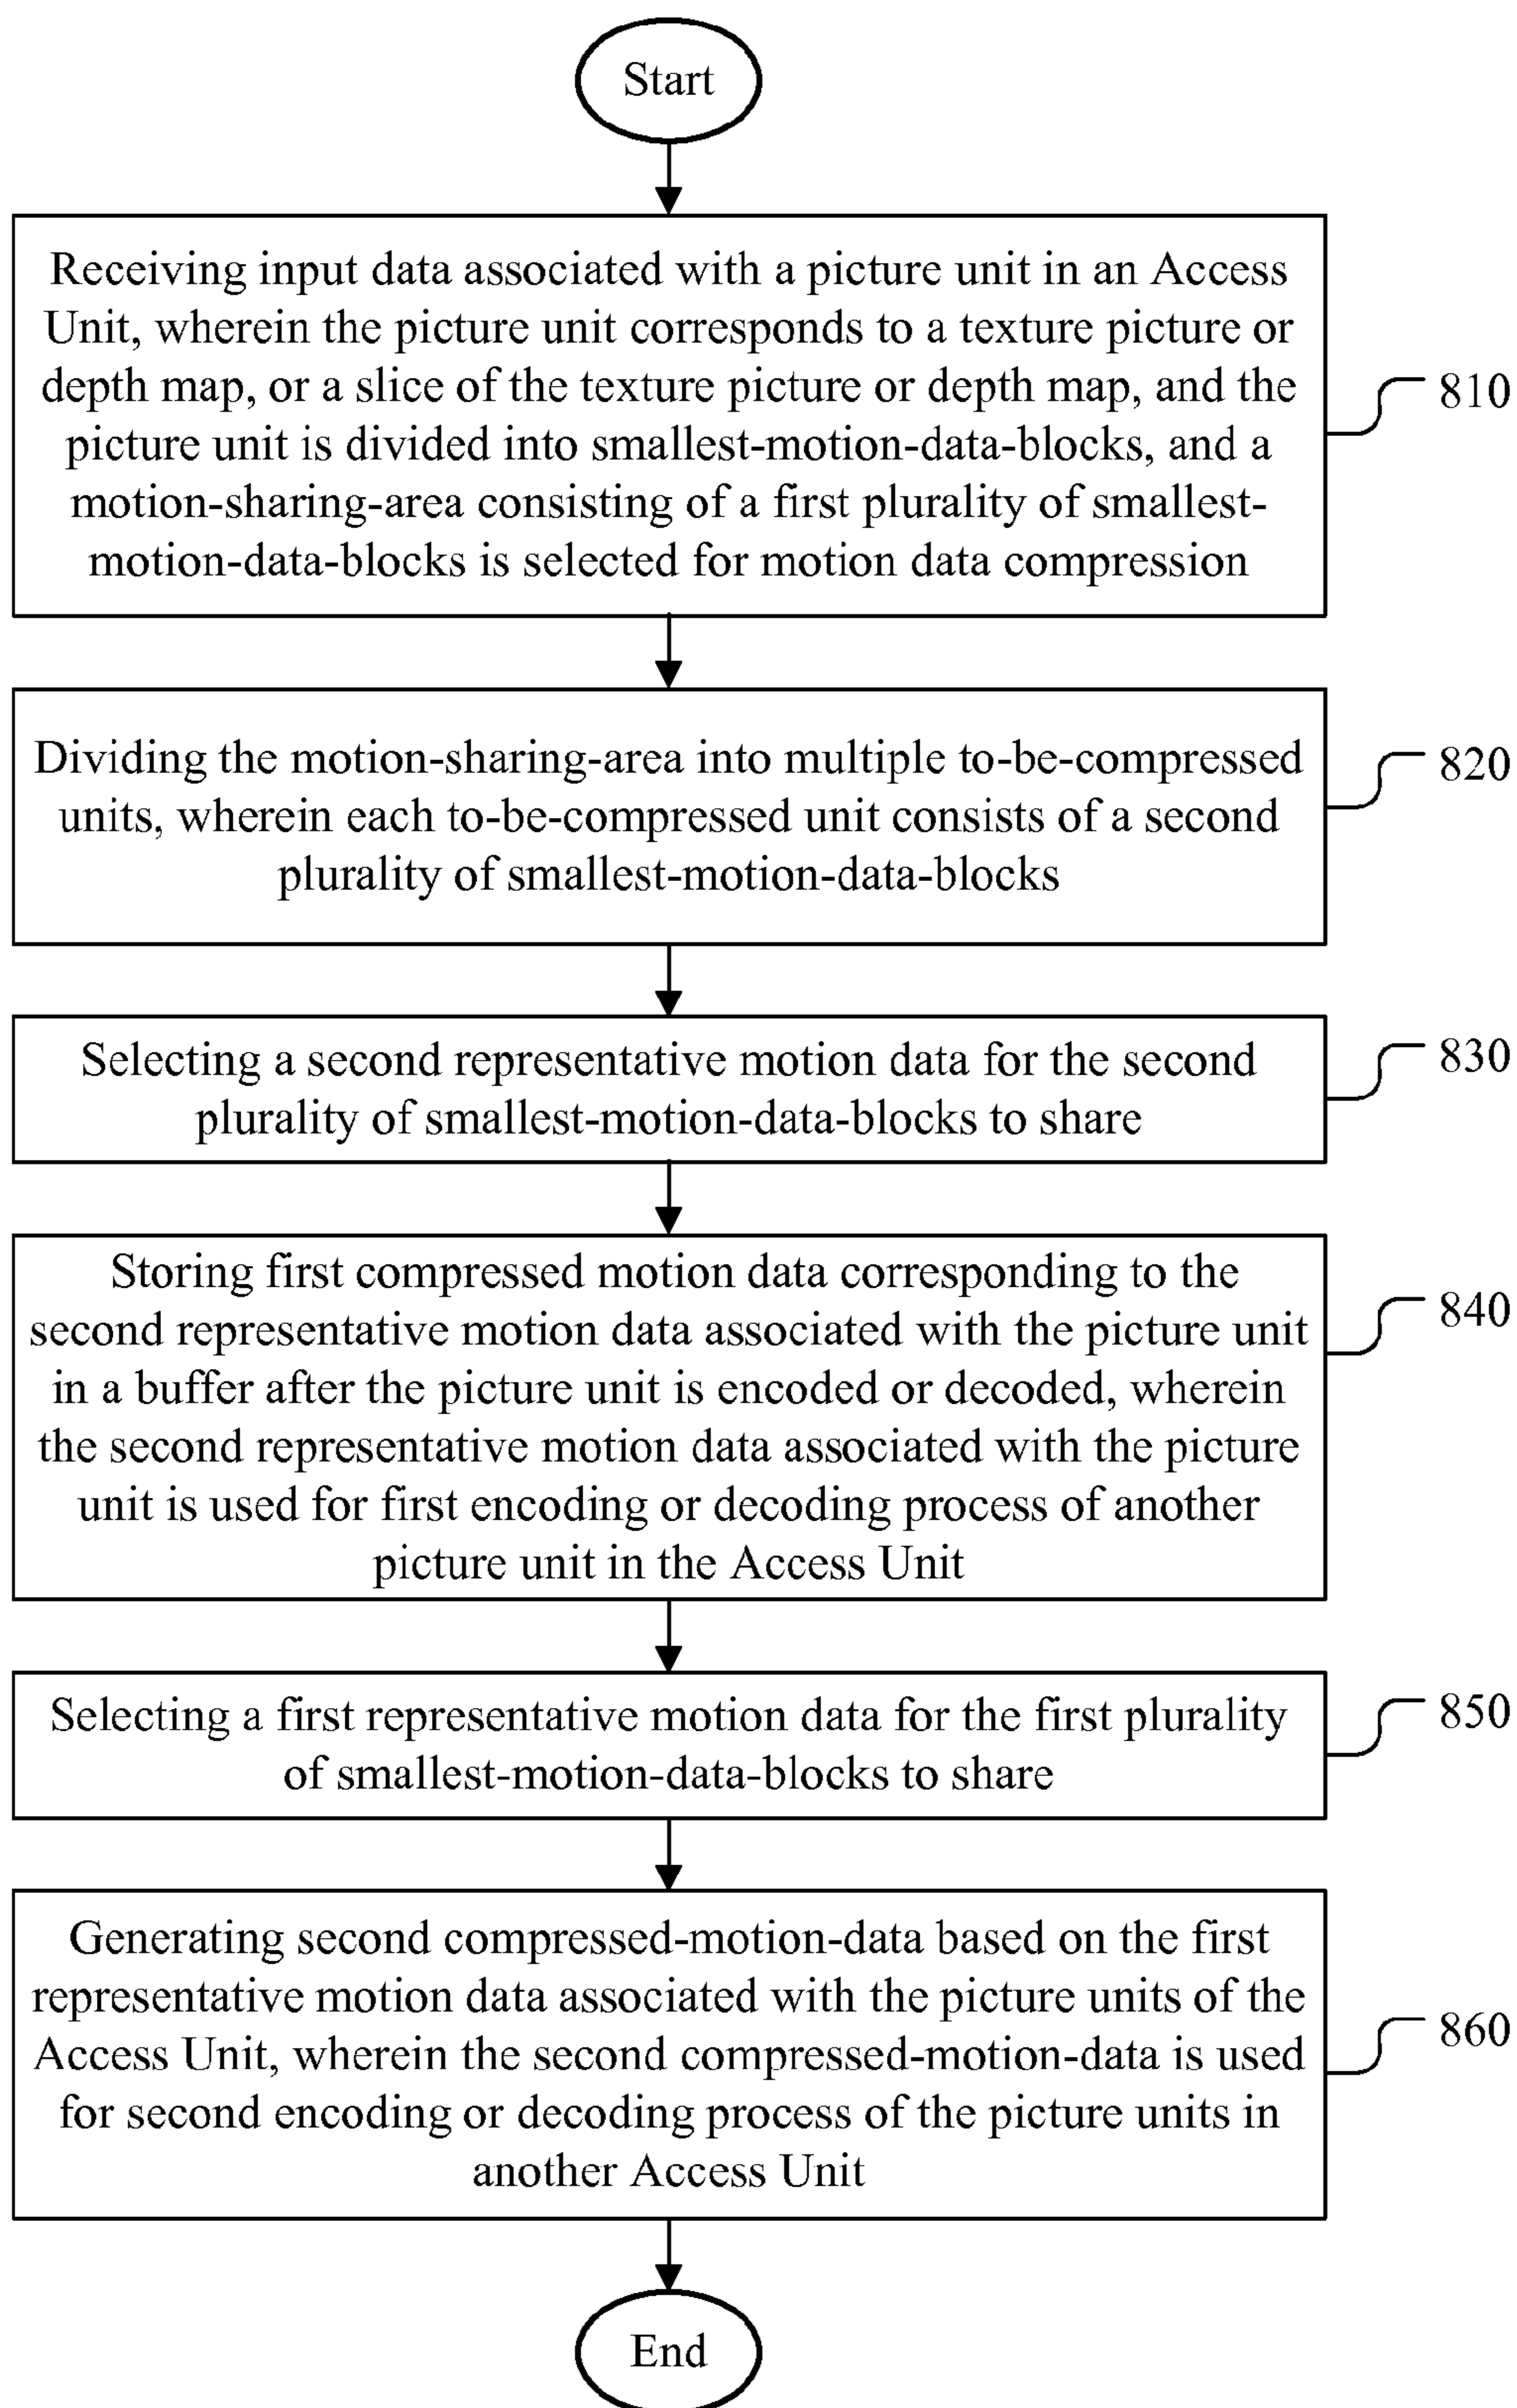 Start
Receiving input data associated with a picture unit in an Access
Unit, wherein the picture unit corresponds to a texture picture or
depth map, or a slice of the texture picture or depth map, and the
picture unit is divided into smallest-motion-data-blocks, and a
motion-sharing-area consisting of a first plurality of smallest-
motion-data-blocks is selected for motion data compression
810
Dividing the motion-sharing-area into multiple to-be-compressed
units, wherein each to-be-compressed unit consists of a second
plurality of smallest-motion-data-blocks
820
Selecting a second representative motion data for the second
plurality of smallest-motion-data-blocks to share
830
Storing first compressed motion data corresponding to the
second representative motion data associated with the picture unit
in a buffer after the picture unit is encoded or decoded, wherein
the second representative motion data associated with the picture
unit is used for first encoding or decoding process of another
picture unit in the Access Unit
840
Selecting a first representative motion data for the first plurality
of smallest-motion-data-blocks to share
850
Generating second compressed-motion-data based on the first
representative motion data associated with the picture units of the
Access Unit, wherein the second compressed-motion-data is used
for second encoding or decoding process of the picture units in
another Access Unit
860
End